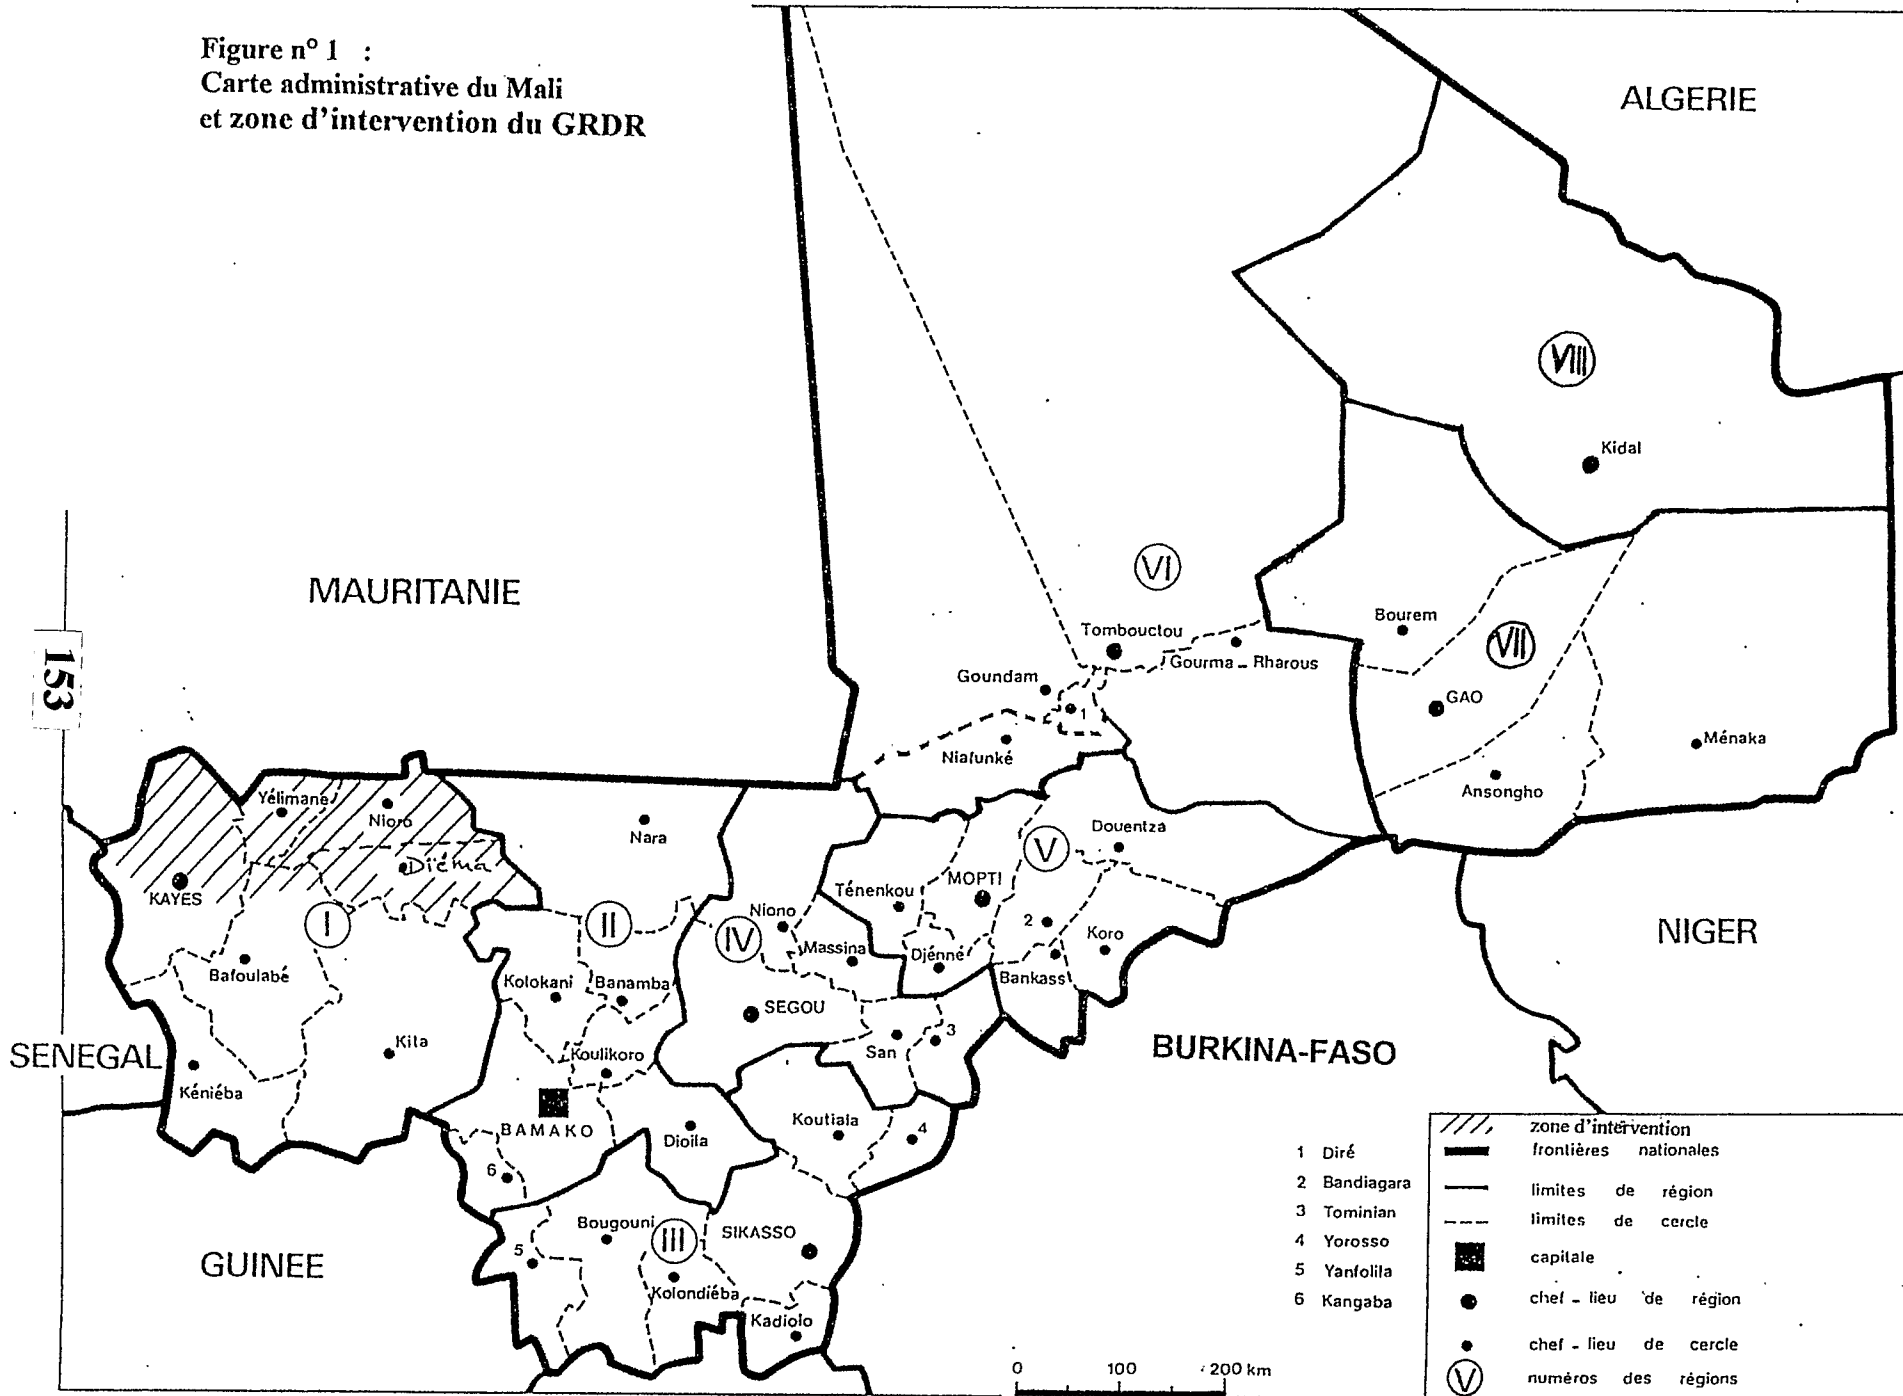 Figure n° 1 :
Carte administrative du Mali
et zone d'intervention du GRDR
ALGERIE
VIII
Kidal
MAURITANIE
VI
Tombouctou
Gourma - Rharous
Bourem
VII
Goundam
1
GAO
Niafunké
Ménaka
Ansongho
153
Yélimane
Nioro
Nara
Douentza
V
Diéma
KAYES
Ténenkou
MOPTI
I
II
Niono
IV
2
Koro
NIGER
Massina
Djénné
Bafoulabé
Kolokani
Banamba
Bankass
SEGOU
3
SENEGAL
Kita
Koulikoro
San
BURKINA-FASO
Kéniéba
Koutiala
4
BAMAKO
Dioila
6
Bougouni
III
SIKASSO
5
GUINEE
Kolondiéba
Kadiolo
1 Diré
2 Bandiagara
3 Tominian
4 Yorosso
5 Yanfolila
6 Kangaba
zone d'intervention
frontières nationales
limites de région
limites de cercle
capitale
chef - lieu de région
chef - lieu de cercle
V numéros des régions
0 100 200 km